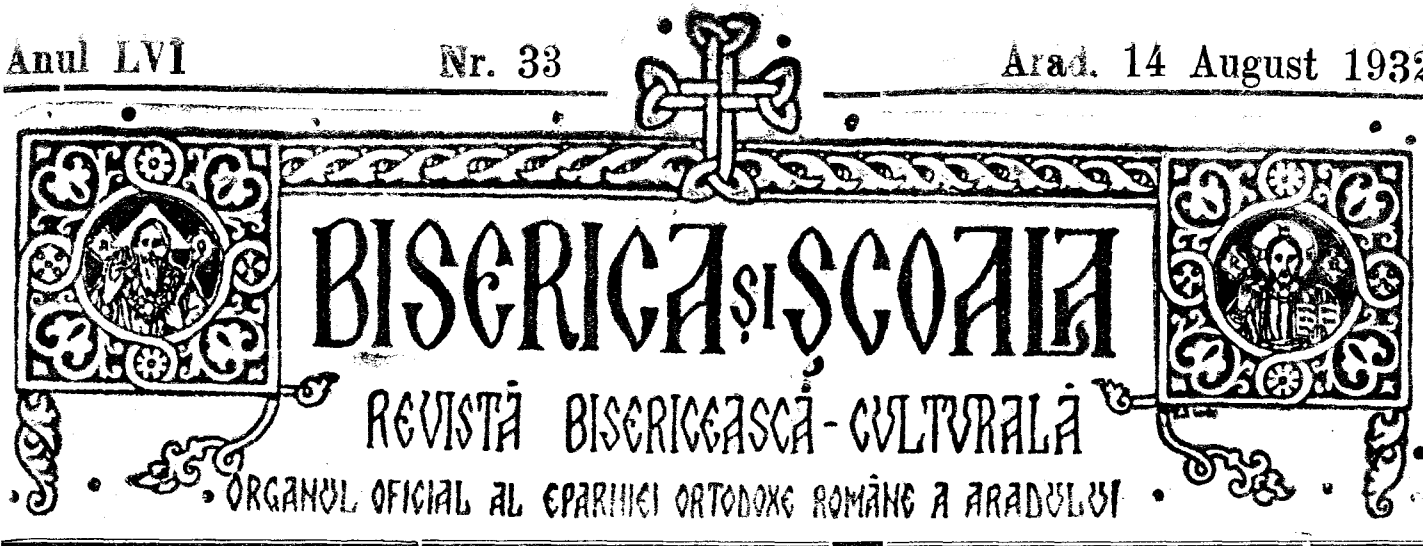 Anul LVI Nr. 33 Arad. 14 August 1932
BISERICA ȘI ȘCOALA
REVISTĂ BISERICEASCĂ-CULTURALĂ
ORGANUL OFICIAL AL EPARHIEI ORTODOXE ROMÂNE A ARADULUI